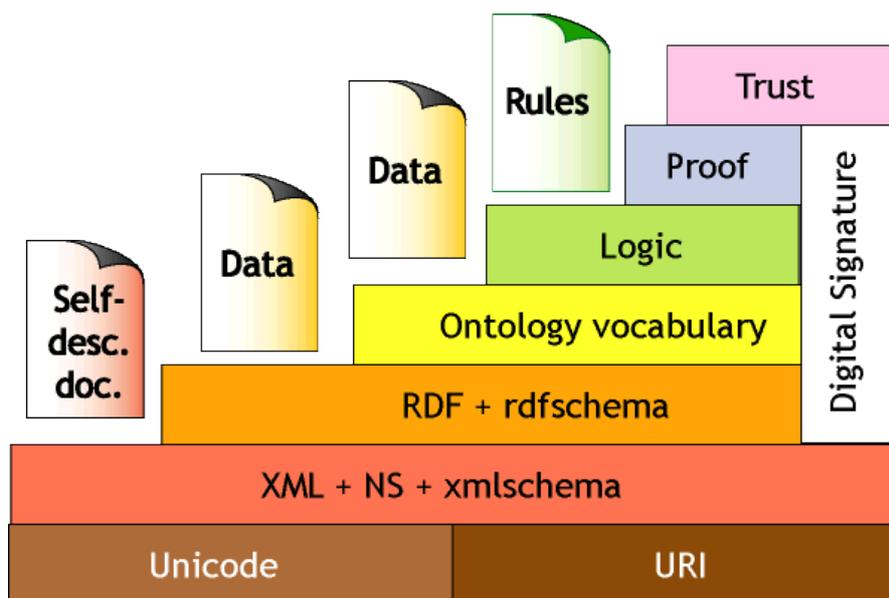 Rules
Trust
Data
Proof
Data
Logic
Self-
desc.
doc.
Ontology vocabulary
Digital Signature
RDF + rdfschema
XML + NS + xmlschema
Unicode
URI